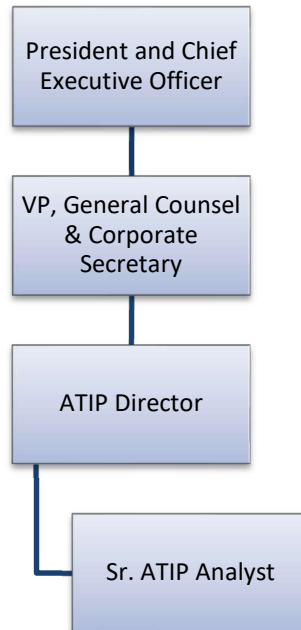 President and Chief
Executive Officer
VP, General Counsel
& Corporate
Secretary
ATIP Director
Sr. ATIP Analyst